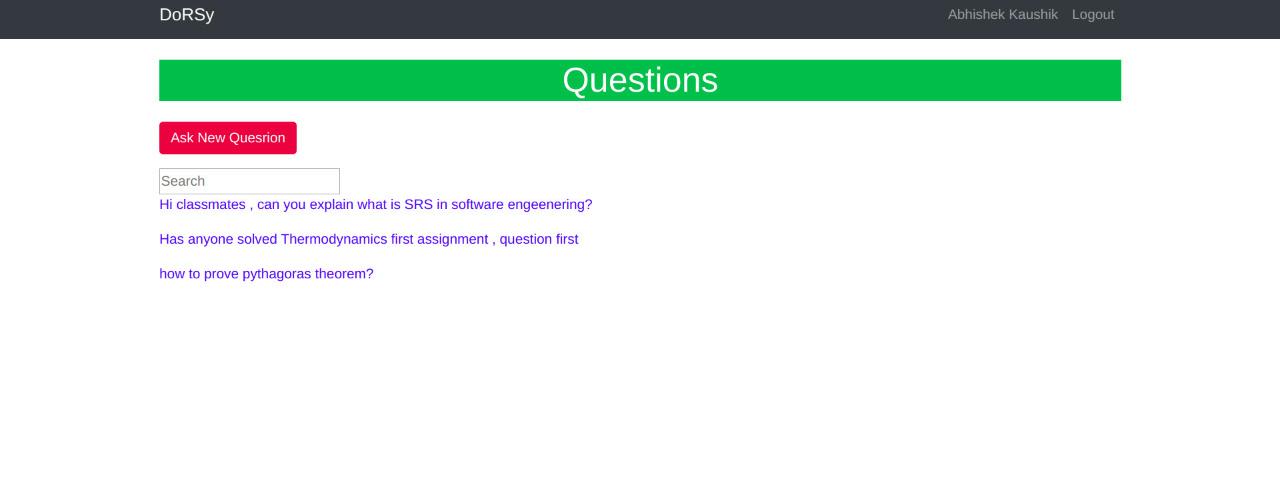 DoRSy
Abhishek Kaushik Logout
Questions
Ask New Quesrion
Search
Hi classmates , can you explain what is SRS in software engeenering?
Has anyone solved Thermodynamics first assignment , question first
how to prove pythagoras theorem?